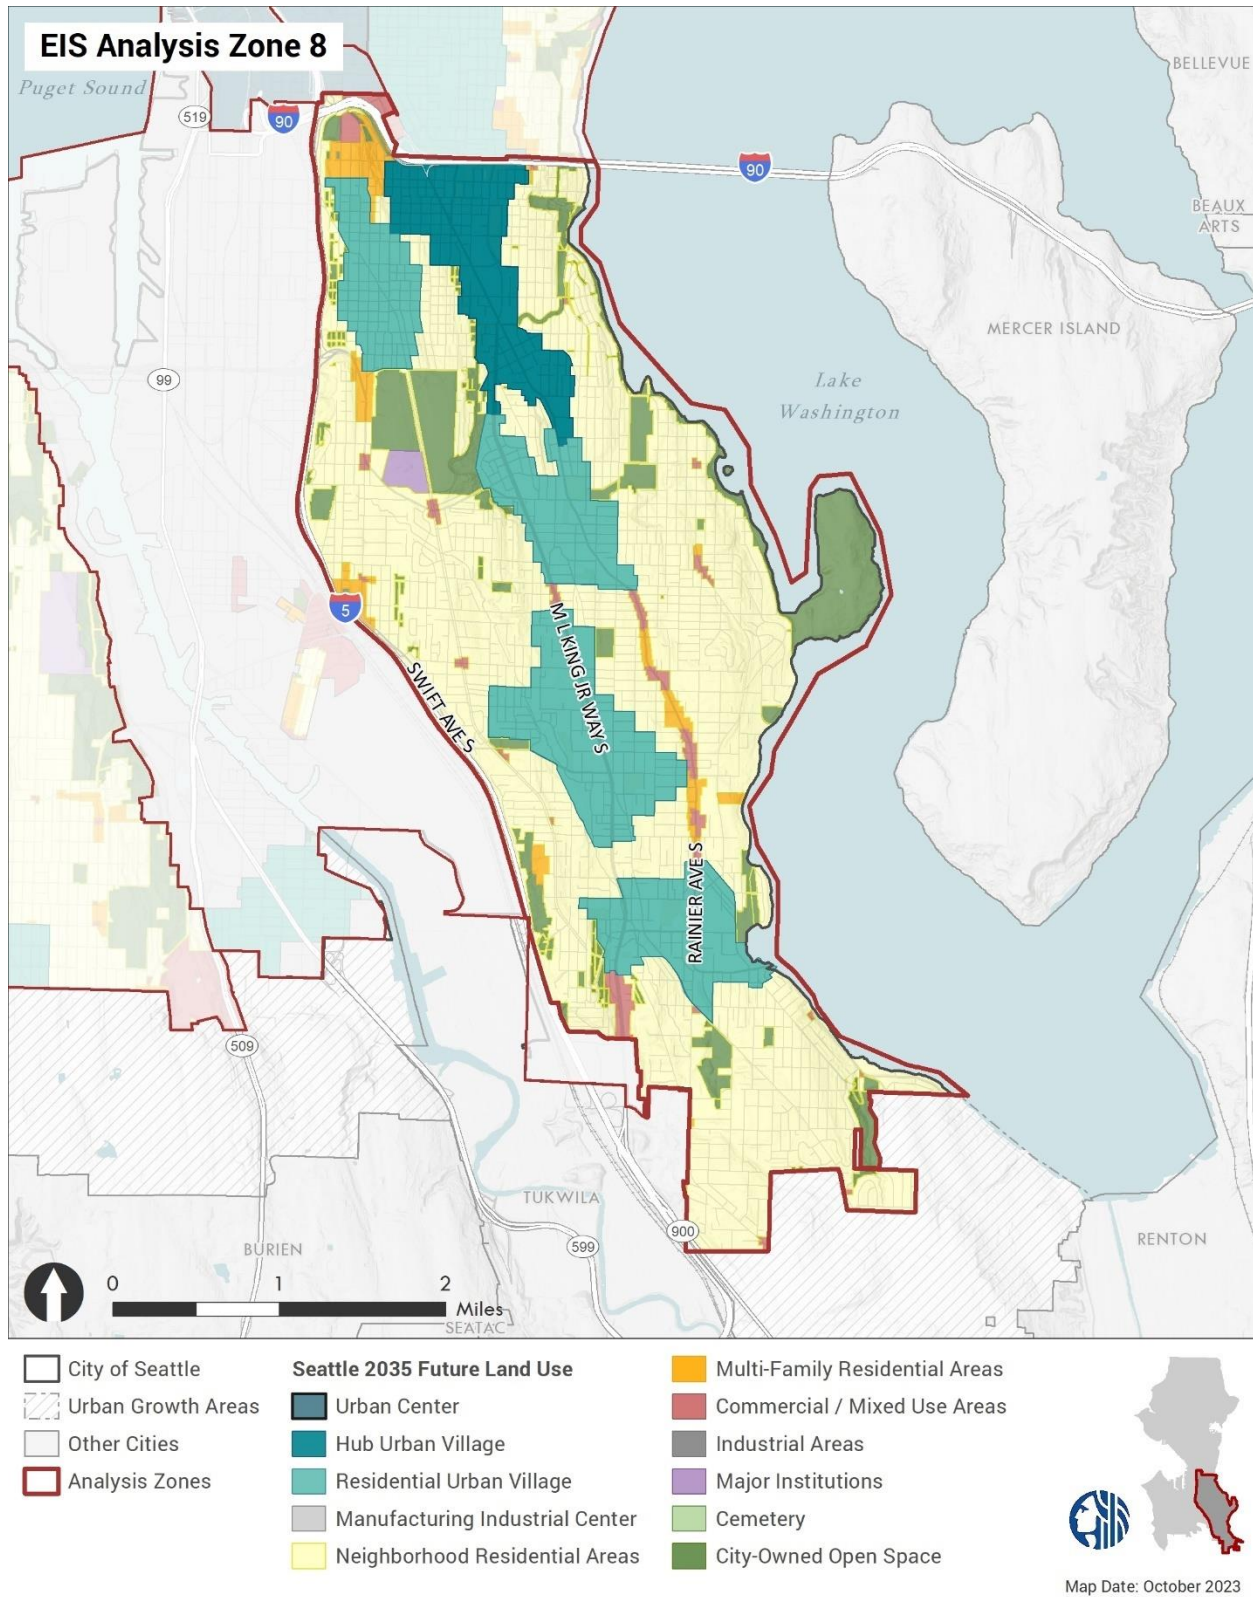 EIS Analysis Zone 8
Puget Sound
519
90
90
BELLEVUE
BEAUX
ARTS
MERCER ISLAND
Lake
Washington
99
5
M L KING JR WAY S
SWIFT AVE S
RAINIER AVE S
509
TUKWILA
900
599
BURIEN
RENTON
0 1 2
Miles
SEATAC
City of Seattle
Urban Growth Areas
Other Cities
Analysis Zones
Seattle 2035 Future Land Use
Urban Center
Hub Urban Village
Residential Urban Village
Manufacturing Industrial Center
Neighborhood Residential Areas
Multi-Family Residential Areas
Commercial / Mixed Use Areas
Industrial Areas
Major Institutions
Cemetery
City-Owned Open Space
Map Date: October 2023